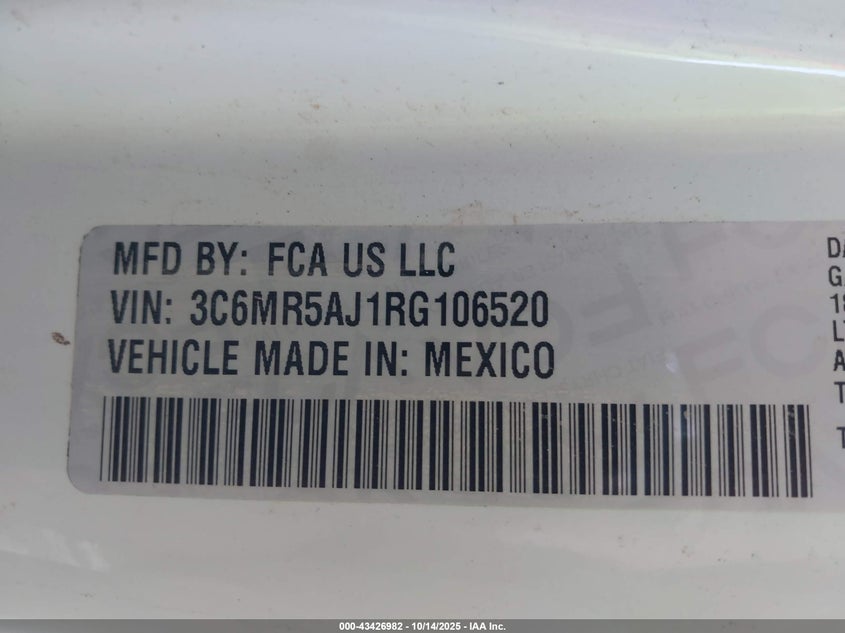 MFD BY: FCA US LLC
VIN: 3C6MR5AJ1RG106520
VEHICLE MADE IN: MEXICO
000-43426982 - 10/14/2025 - IAA Inc.